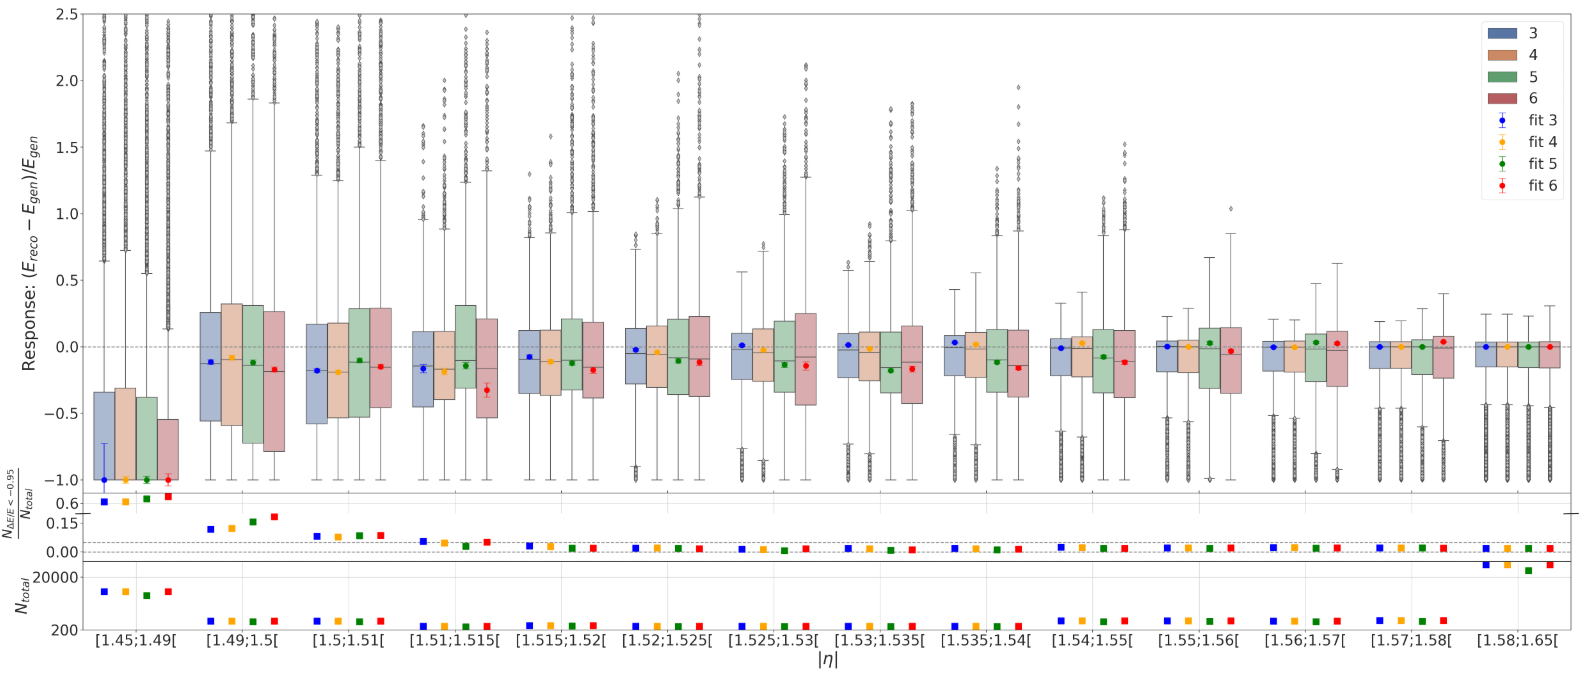 Response: (E_reco − E_gen)/E_gen
2.5
2.0
1.5
1.0
0.5
0.0
−0.5
−1.0
3
4
5
6
fit 3
fit 4
fit 5
fit 6
N_ΔE/E < −0.95
N_total
0.6
0.15
0.00
N_total
20000
200
[1.45;1.49[ [1.49;1.5[ [1.5;1.51[ [1.51;1.515[ [1.515;1.52[ [1.52;1.525[ [1.525;1.53[ [1.53;1.535[ [1.535;1.54[ [1.54;1.55[ [1.55;1.56[ [1.56;1.57[ [1.57;1.58[ [1.58;1.65[
|η|